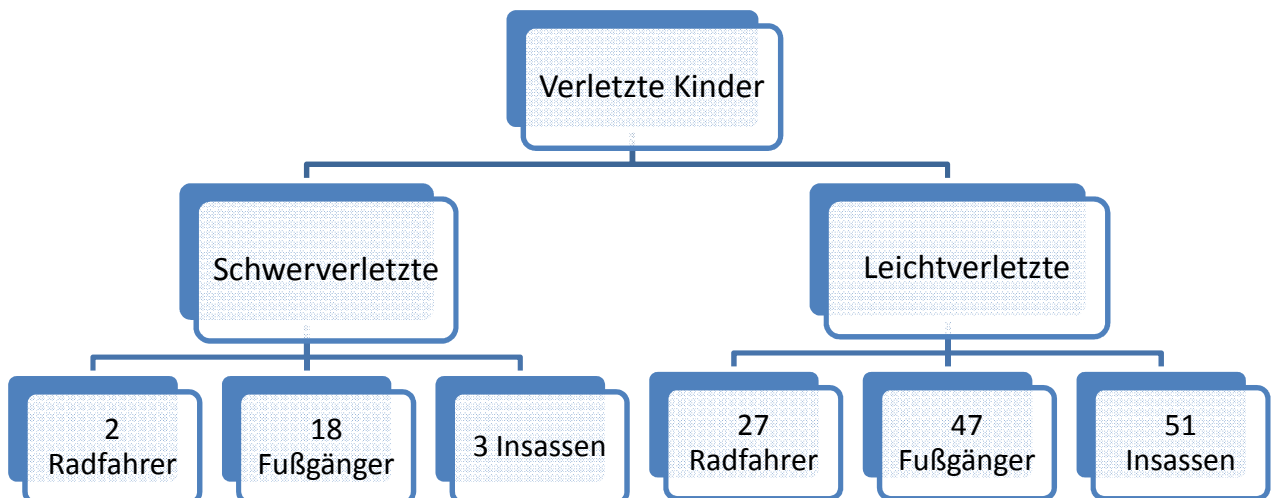 Verletzte Kinder
Schwerverletzte
Leichtverletzte
2
Radfahrer
18
Fußgänger
3 Insassen
27
Radfahrer
47
Fußgänger
51
Insassen